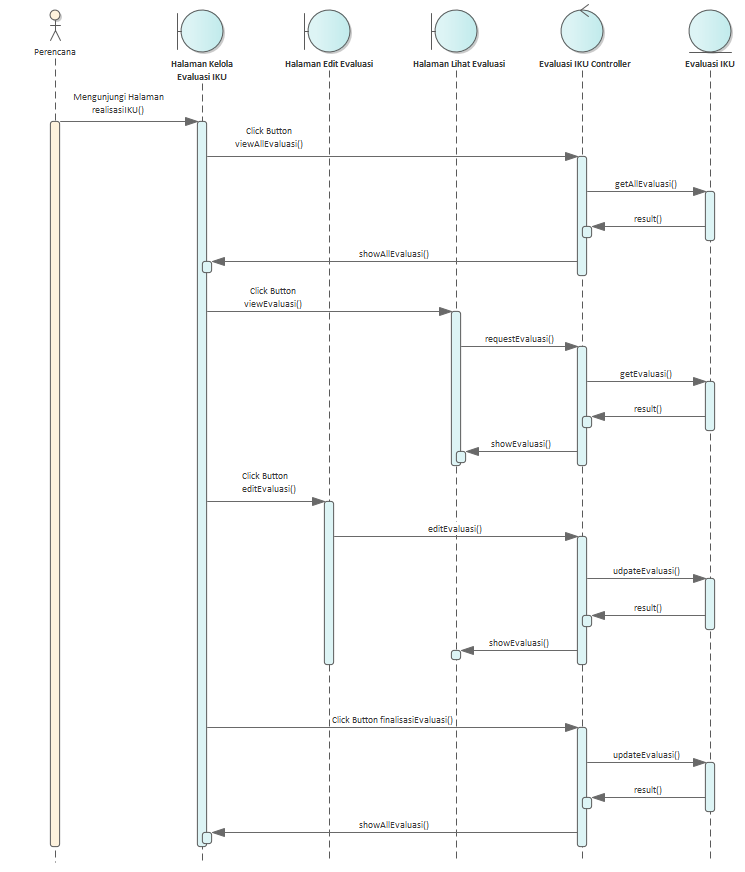 Perencana
Halaman Kelola
Evaluasi IKU
Halaman Edit Evaluasi
Halaman Lihat Evaluasi
Evaluasi IKU Controller
Evaluasi IKU
Mengunjungi Halaman
realisasiIKU()
Click Button
viewAllEvaluasi()
getAllEvaluasi()
result()
showAllEvaluasi()
Click Button
viewEvaluasi()
requestEvaluasi()
getEvaluasi()
result()
showEvaluasi()
Click Button
editEvaluasi()
editEvaluasi()
udpateEvaluasi()
result()
showEvaluasi()
Click Button finalisasiEvaluasi()
updateEvaluasi()
result()
showAllEvaluasi()